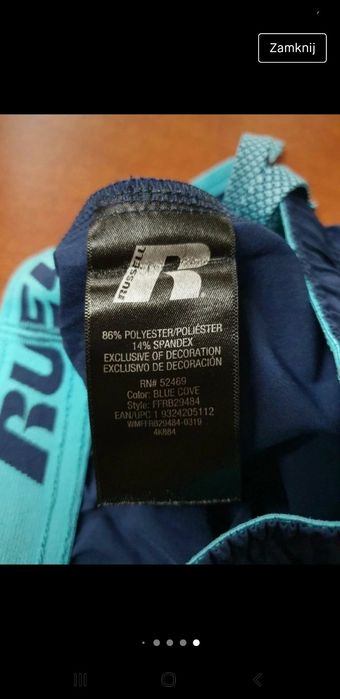 Zamknij
RUSSELL
R
86% POLYESTER/POLIÉSTER
14% SPANDEX
EXCLUSIVE OF DECORATION
EXCLUSIVO DE DECORACIÓN
RN# 52469
Color: BLUE COVE
Style: FFRB29484
EAN/UPC 1 9324205112
WMFFRB29484-0319
4K884
RU